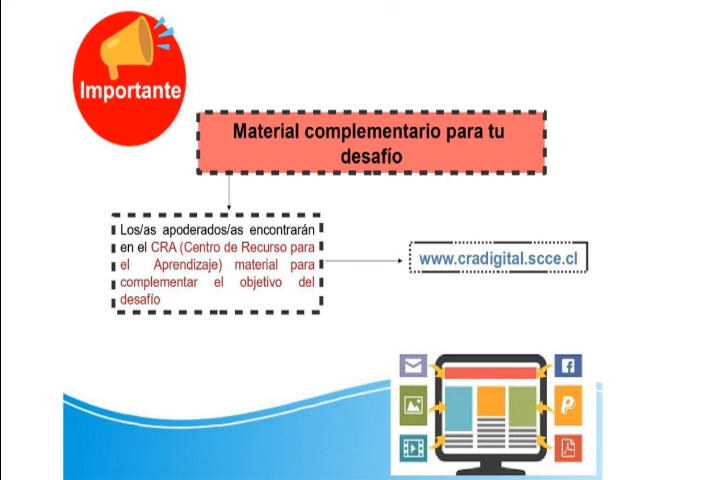 Importante
Material complementario para tu
desafío
Los/as apoderados/as encontrarán
en el CRA (Centro de Recurso para
el Aprendizaje) material para
complementar el objetivo del
desafío
www.cradigital.scce.cl